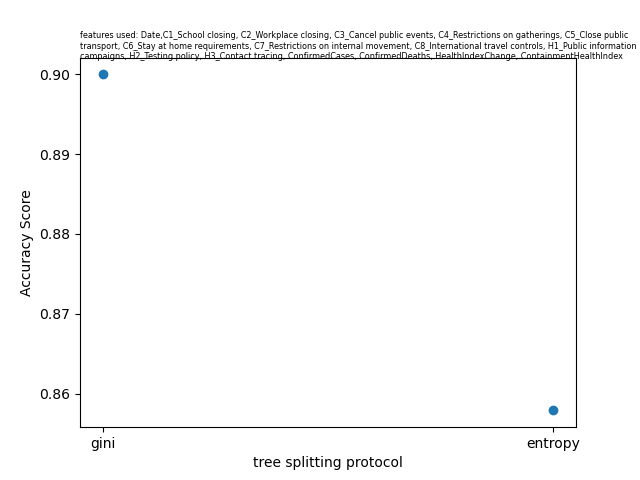 features used: Date,C1_School closing, C2_Workplace closing, C3_Cancel public events, C4_Restrictions on gatherings, C5_Close public
transport, C6_Stay at home requirements, C7_Restrictions on internal movement, C8_International travel controls, H1_Public information
campaigns, H2_Testing policy, H3_Contact tracing, ConfirmedCases, ConfirmedDeaths, HealthIndexChange, ContainmentHealthIndex
0.90
0.89
0.88
0.87
0.86
Accuracy Score
gini
entropy
tree splitting protocol